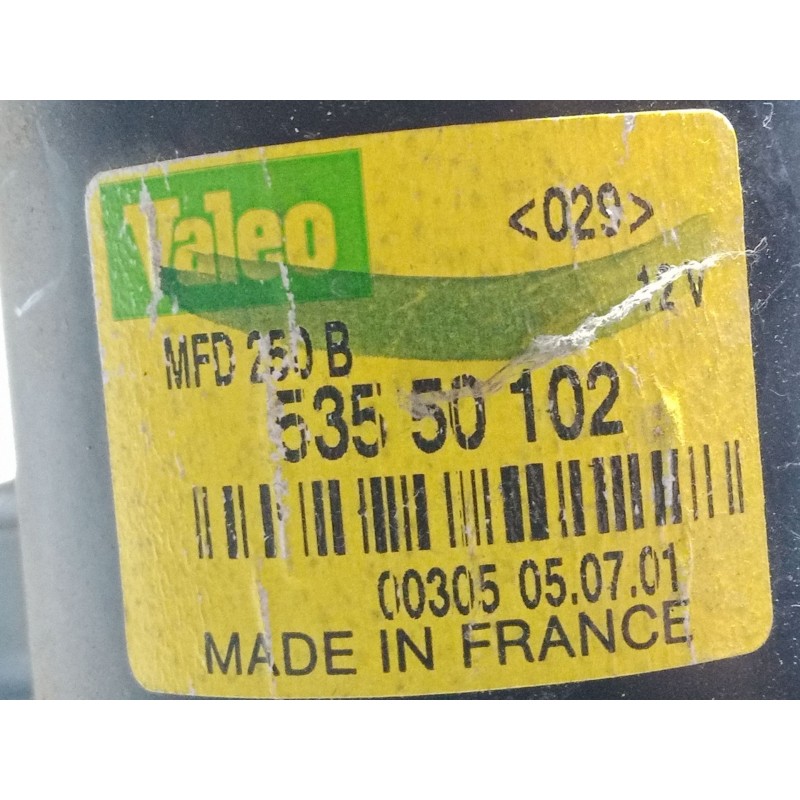 Valeo
<029>
12 V
MFD 250 B
535 50 102
00305 05.07.01
MADE IN FRANCE